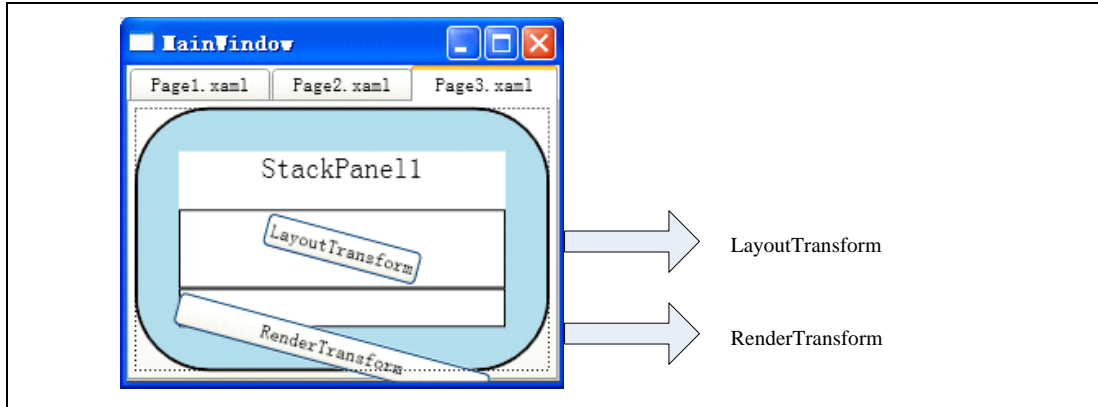 MainWindow
Page1.xaml Page2.xaml Page3.xaml
StackPanel1
LayoutTransform
LayoutTransform
RenderTransform
RenderTransform